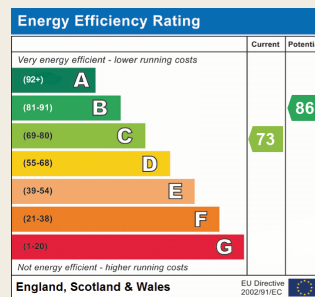 Energy Efficiency Rating
Current Potenti
Very energy efficient - lower running costs
(92+) A
(81-91) B 86
(69-80) C 73
(55-68) D
(39-54) E
(21-38) F
(1-20) G
Not energy efficient - higher running costs
England, Scotland & Wales EU Directive
2002/91/EC